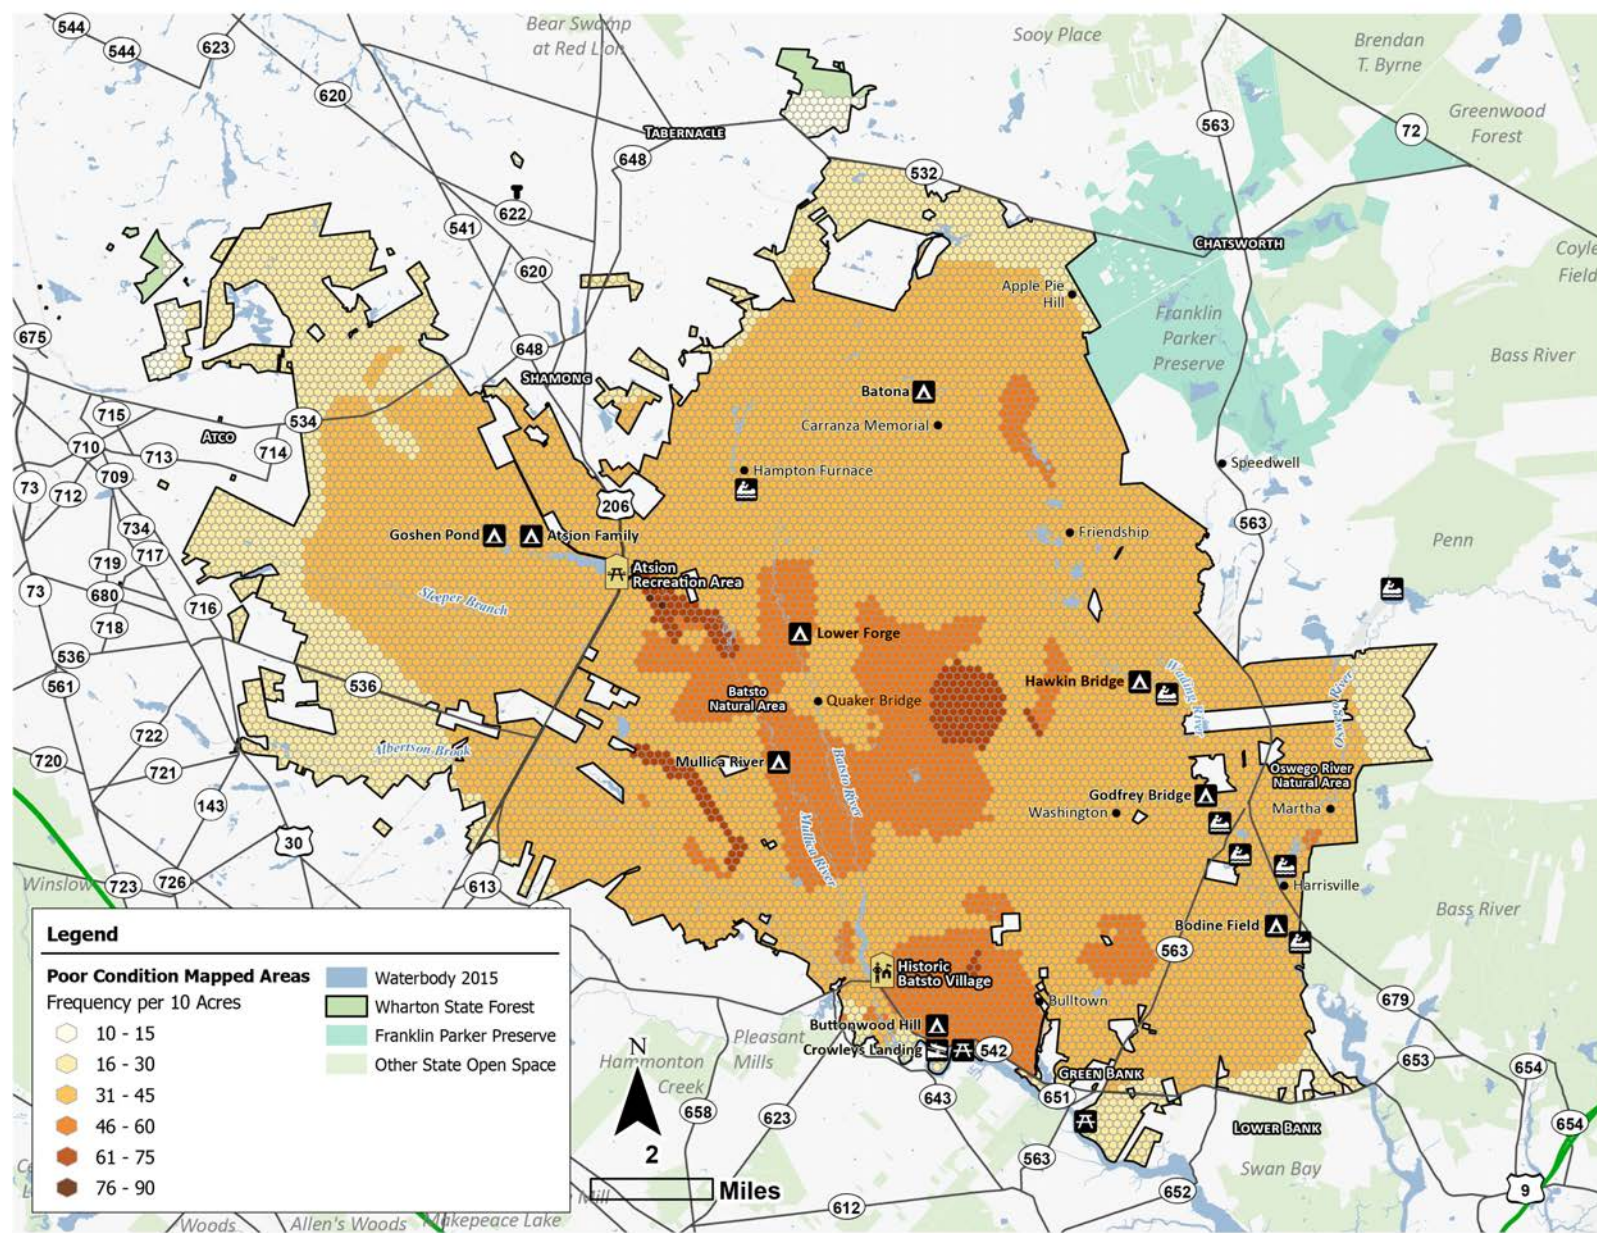 544
544
623
620
Bear Swamp
at Red Lion
Sooy Place
Brendan
T. Byrne
Greenwood
Forest
563
72
TABERNACLE
648
532
622
541
620
CHATSWORTH
Coyle
Field
Apple Pie
Hill
Franklin
Parker
Preserve
675
648
SHAMONG
Bass River
Batona
Carranza Memorial
715
534
ATCO
710
713
714
709
73
712
Hampton Furnace
Speedwell
206
734
563
Goshen Pond
Atsion Family
Friendship
Penn
717
719
Atsion
Recreation Area
73
680
Sleeper Branch
716
718
Lower Forge
536
561
536
Hawkin Bridge
Wading River
Oswego River
Batsto
Natural Area
Quaker Bridge
722
Albertson Brook
720
721
Mullica River
Batsto River
Oswego River
Natural Area
Godfrey Bridge
Martha
Washington
143
30
Mullica River
Winslow
723
726
613
Harrisville
Bass River
Bodine Field
563
Historic
Batsto Village
679
Bulltown
Buttonwood Hill
Crowleys Landing
542
Pleasant
Mills
Hammonton
Creek
GREEN BANK
653
654
651
643
658
623
654
LOWER BANK
563
Swan Bay
652
9
612
Mill
Woods
Allen's Woods
Makepeace Lake
Legend
Poor Condition Mapped Areas
Frequency per 10 Acres
10 - 15
16 - 30
31 - 45
46 - 60
61 - 75
76 - 90
Waterbody 2015
Wharton State Forest
Franklin Parker Preserve
Other State Open Space
N
2
Miles